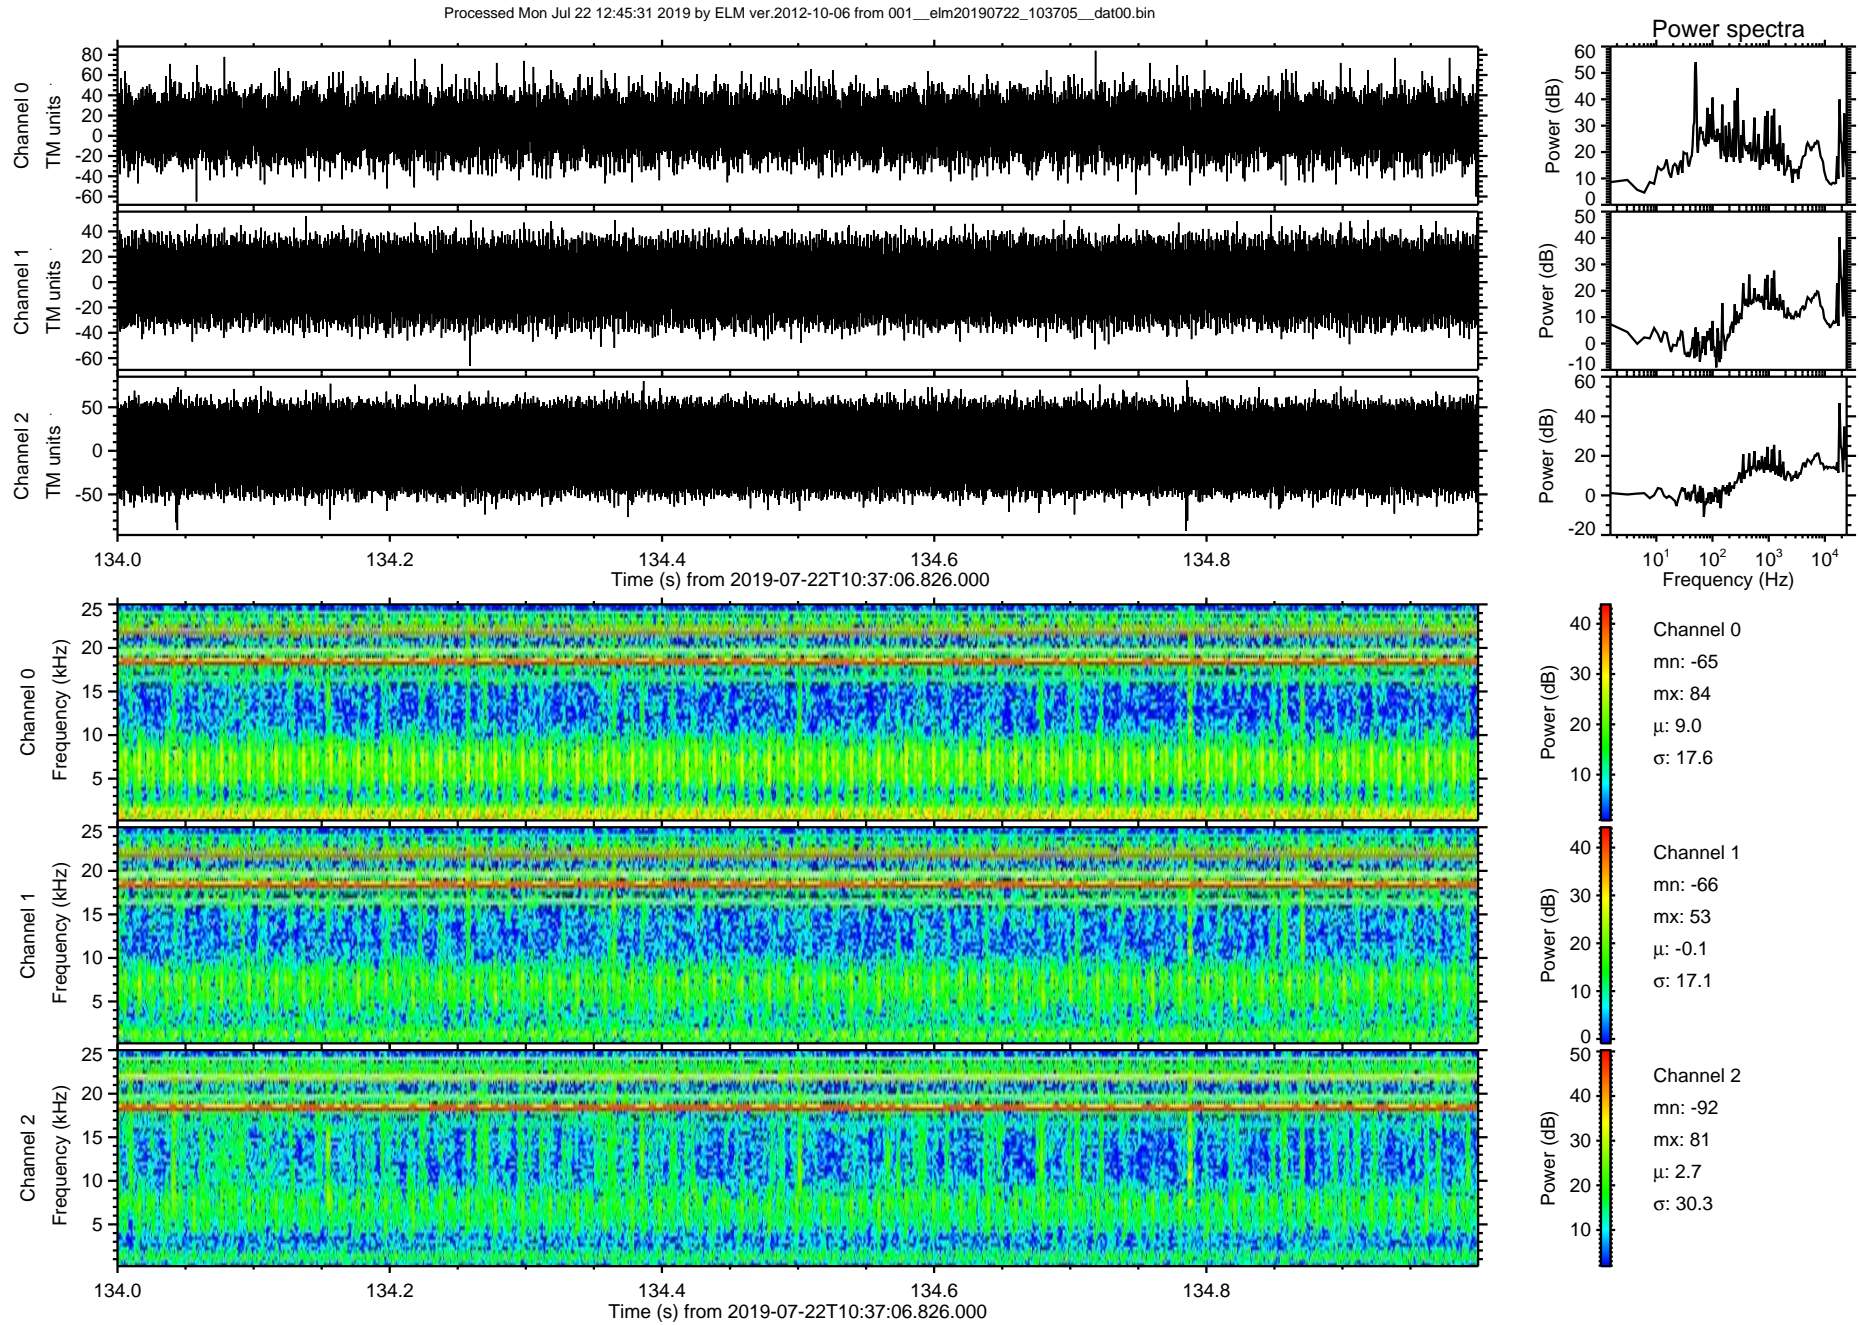 Processed Mon Jul 22 12:45:31 2019 by ELM ver.2012-10-06 from 001__elm20190722_103705__dat00.bin
Power spectra
Channel 0
TM units
80
60
40
20
0
-20
-40
-60
Power (dB)
60
50
40
30
20
10
0
Channel 1
TM units
40
20
0
-20
-40
-60
Power (dB)
50
40
30
20
10
0
-10
Channel 2
TM units
50
0
-50
Power (dB)
60
40
20
0
-20
134.0 134.2 134.4 134.6 134.8
Time (s) from 2019-07-22T10:37:06.826.000
10^1 10^2 10^3 10^4
Frequency (Hz)
Channel 0
Frequency (kHz)
25
20
15
10
5
Power (dB)
40
30
20
10
Channel 0
mn: -65
mx: 84
μ: 9.0
σ: 17.6
Channel 1
Frequency (kHz)
25
20
15
10
5
Power (dB)
40
30
20
10
0
Channel 1
mn: -66
mx: 53
μ: -0.1
σ: 17.1
Channel 2
Frequency (kHz)
25
20
15
10
5
Power (dB)
50
40
30
20
10
Channel 2
mn: -92
mx: 81
μ: 2.7
σ: 30.3
134.0 134.2 134.4 134.6 134.8
Time (s) from 2019-07-22T10:37:06.826.000